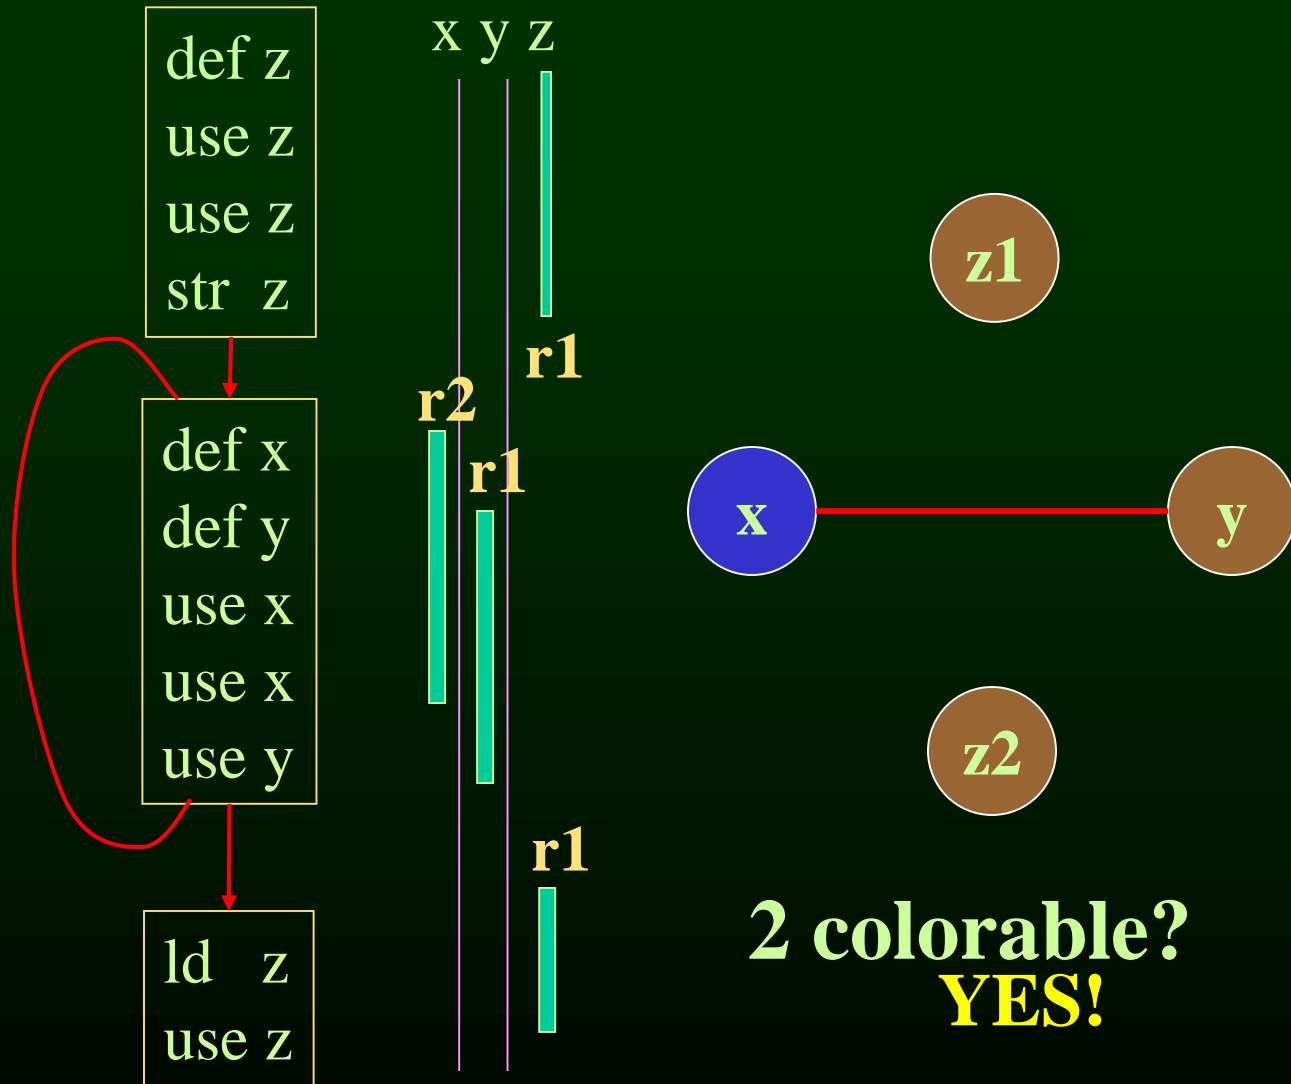 def z
use z
use z
str z
def x
def y
use x
use x
use y
ld z
use z
x y z
r1
r2
r1
r1
z1
x
y
z2
2 colorable?
YES!